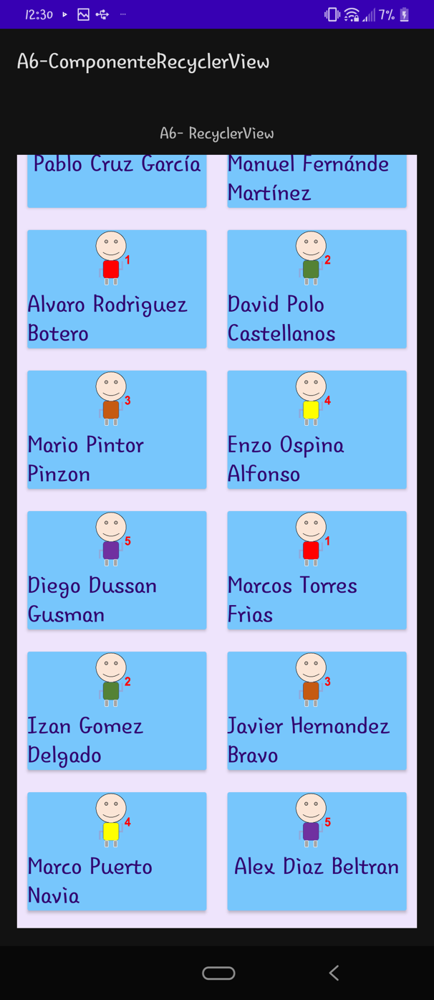 12:30
7%
A6-ComponenteRecyclerView
A6- RecyclerView
Pablo Cruz García
Manuel Fernánde
Martínez
1
Alvaro Rodriguez
Botero
2
David Polo
Castellanos
3
Mario Pintor
Pinzon
4
Enzo Ospina
Alfonso
5
Diego Dussan
Gusman
1
Marcos Torres
Frias
2
Izan Gomez
Delgado
3
Javier Hernandez
Bravo
4
Marco Puerto
Navia
5
Alex Diaz Beltran